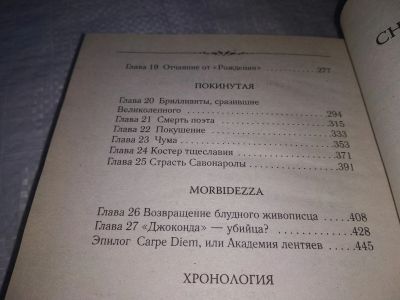 СН
Глава 19 Отчаяние от «Рождения» ..........277
ПОКИНУТАЯ
Глава 20 Бриллианты, сразившие
Великолепного ..........294
Глава 21 Смерть поэта ..........315
Глава 22 Покушение ..........333
Глава 23 Чума ..........353
Глава 24 Костер тщеславия ..........371
Глава 25 Страсть Савонаролы ..........391
MORBIDEZZA
Глава 26 Возвращение блудного живописца .....408
Глава 27 «Джоконда» — убийца? ..........428
Эпилог Carpe Diem, или Академия лентяев .....445
ХРОНОЛОГИЯ